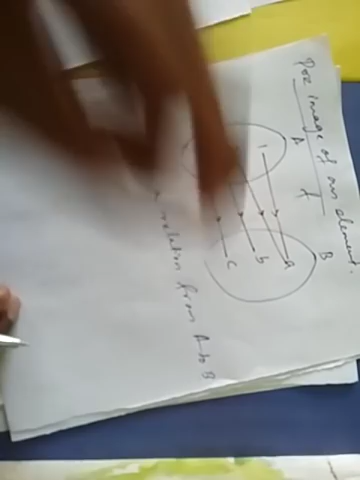 Pre image of an element.
A f B
1 a
b
c
a relation from A to B